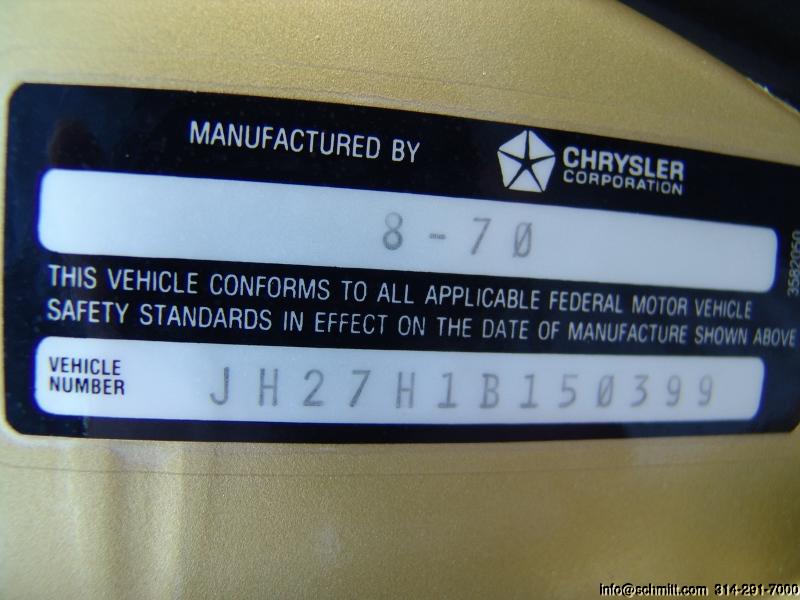 MANUFACTURED BY CHRYSLER CORPORATION
8-70
3582050
THIS VEHICLE CONFORMS TO ALL APPLICABLE FEDERAL MOTOR VEHICLE
SAFETY STANDARDS IN EFFECT ON THE DATE OF MANUFACTURE SHOWN ABOVE
VEHICLE NUMBER JH27H1B150399
info@schmitt.com 314-291-7000